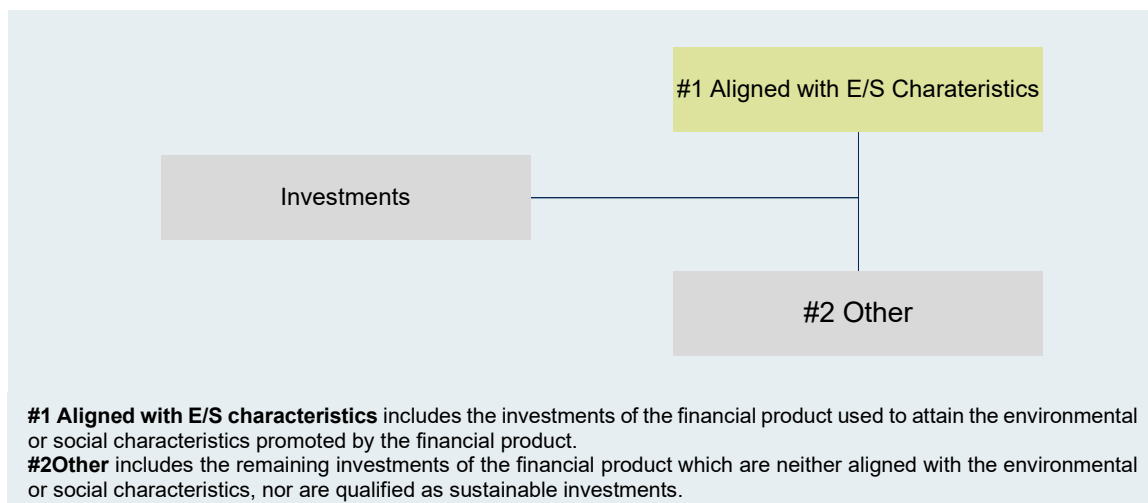 #1 Aligned with E/S Charateristics
Investments
#2 Other
#1 Aligned with E/S characteristics includes the investments of the financial product used to attain the environmental
or social characteristics promoted by the financial product.
#2Other includes the remaining investments of the financial product which are neither aligned with the environmental
or social characteristics, nor are qualified as sustainable investments.